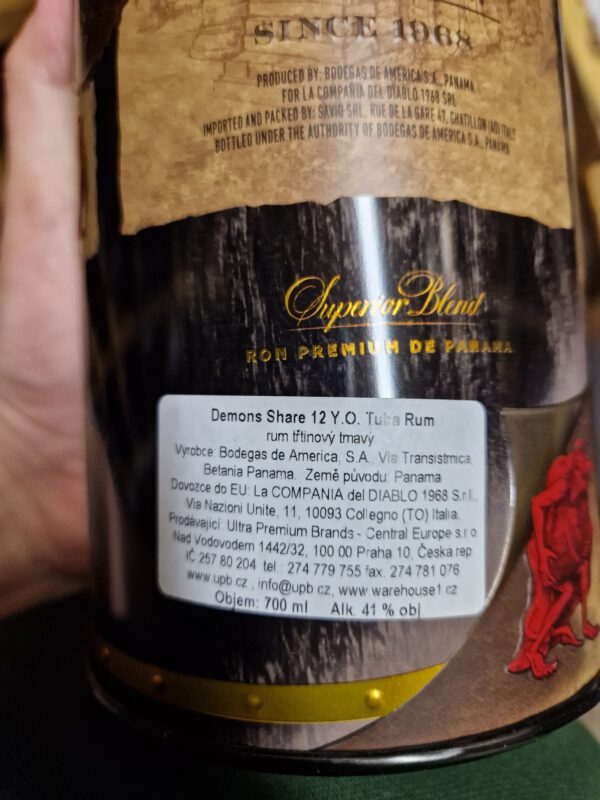 SINCE 1968
PRODUCED BY: BODEGAS DE AMERICA S.A., PANAMA
FOR LA COMPAÑIA DEL DIABLO 1968 SRL
IMPORTED AND PACKED BY: SAVIO SRL, RUE DE LA GARE 47, CHATILLON (AO) ITALY
BOTTLED UNDER THE AUTHORITY OF BODEGAS DE AMERICA S.A., PANAMA
Superior Blend
RON PREMIUM DE PANAMA
Demons Share 12 Y.O. Tuba Rum
rum třtinový tmavý
Výrobce: Bodegas de America, S.A., Via Transistmica,
Betania Panama. Země původu: Panama
Dovozce do EU: La COMPANIA del DIABLO 1968 S.r.l.,
Via Nazioni Unite, 11, 10093 Collegno (TO) Italia.
Prodávající: Ultra Premium Brands - Central Europe s.r.o
Nad Vodovodem 1442/32, 100 00 Praha 10, Česka rep
IČ 257 80 204 tel.: 274 779 755 fax: 274 781 076
www.upb.cz , info@upb.cz, www.warehouse1.cz
Objem: 700 ml Alk. 41 % obj.